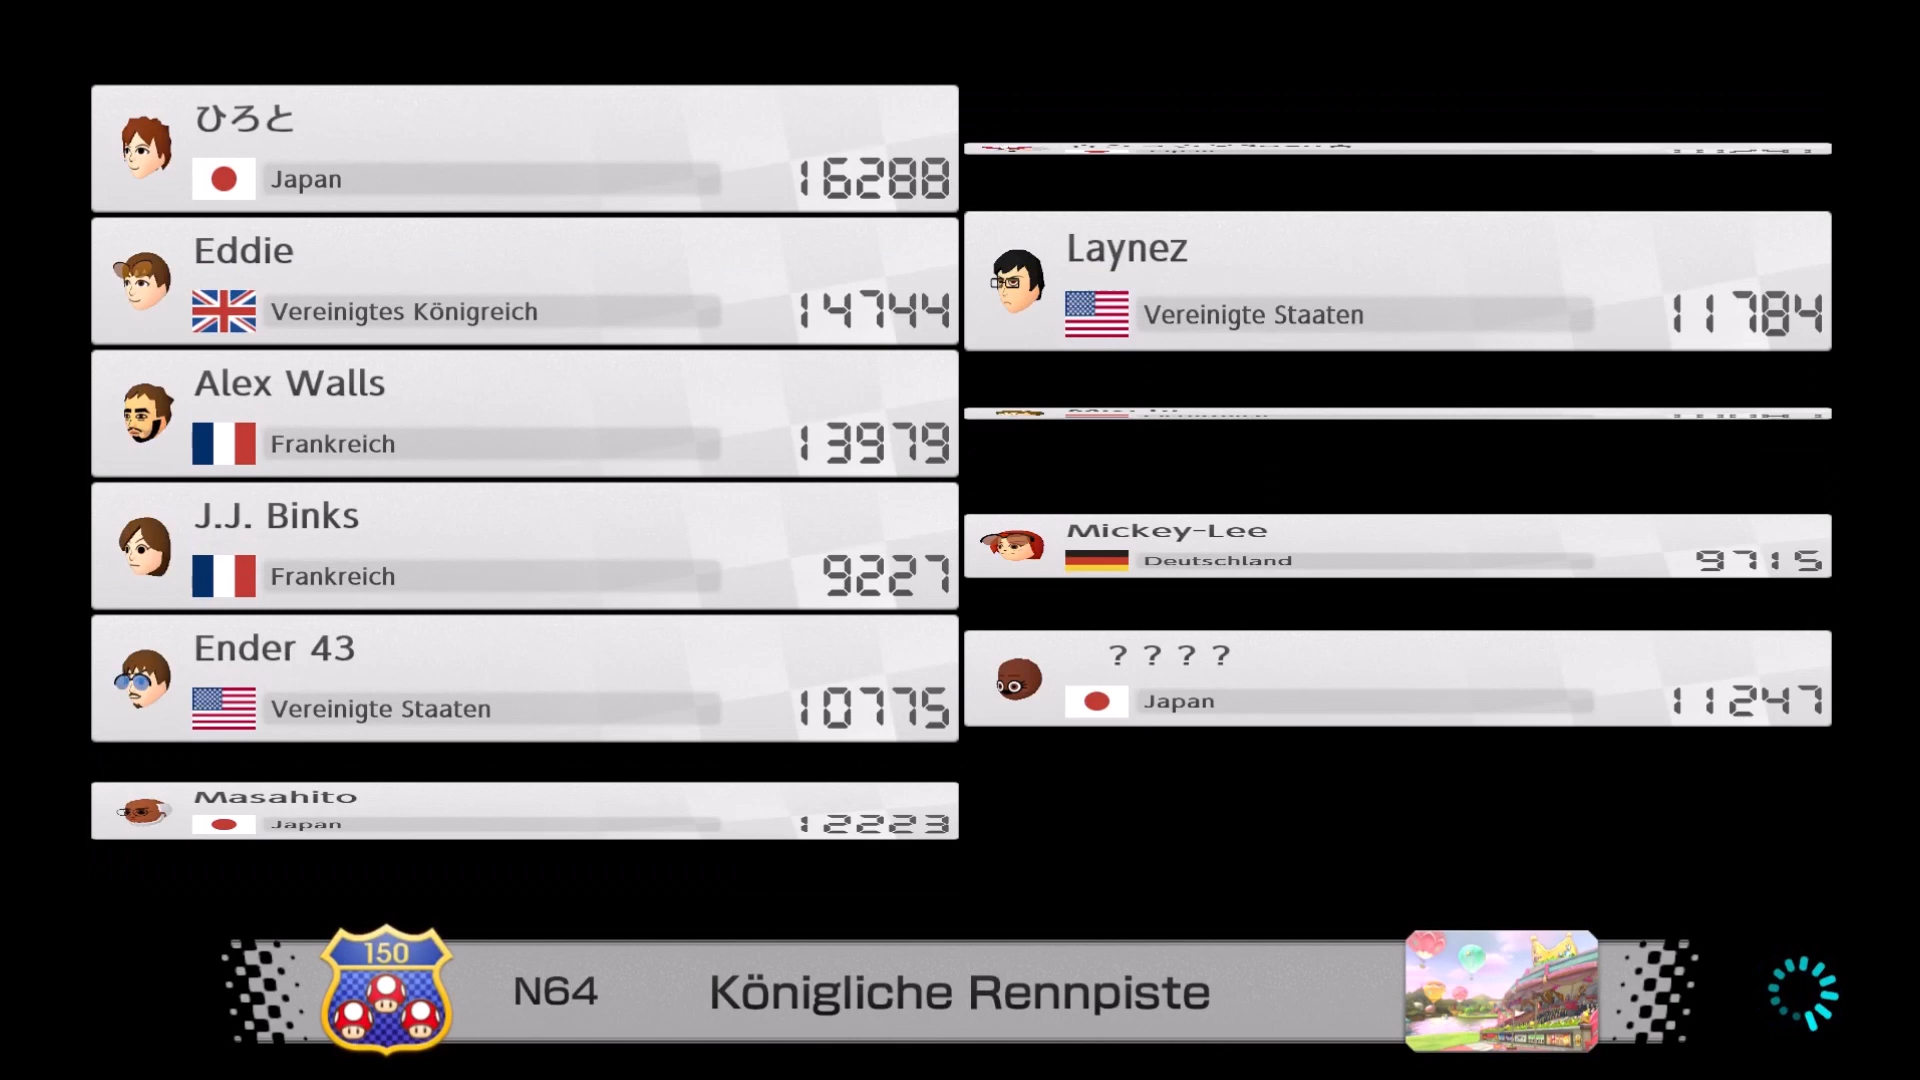 ひろと
Japan
16288
Eddie
Vereinigtes Königreich
14744
Alex Walls
Frankreich
13979
J.J. Binks
Frankreich
9227
Ender 43
Vereinigte Staaten
10775
Masahito
Japan
12223
Laynez
Vereinigte Staaten
11784
Mickey-Lee
Deutschland
9715
????
Japan
11247
150
N64 Königliche Rennpiste